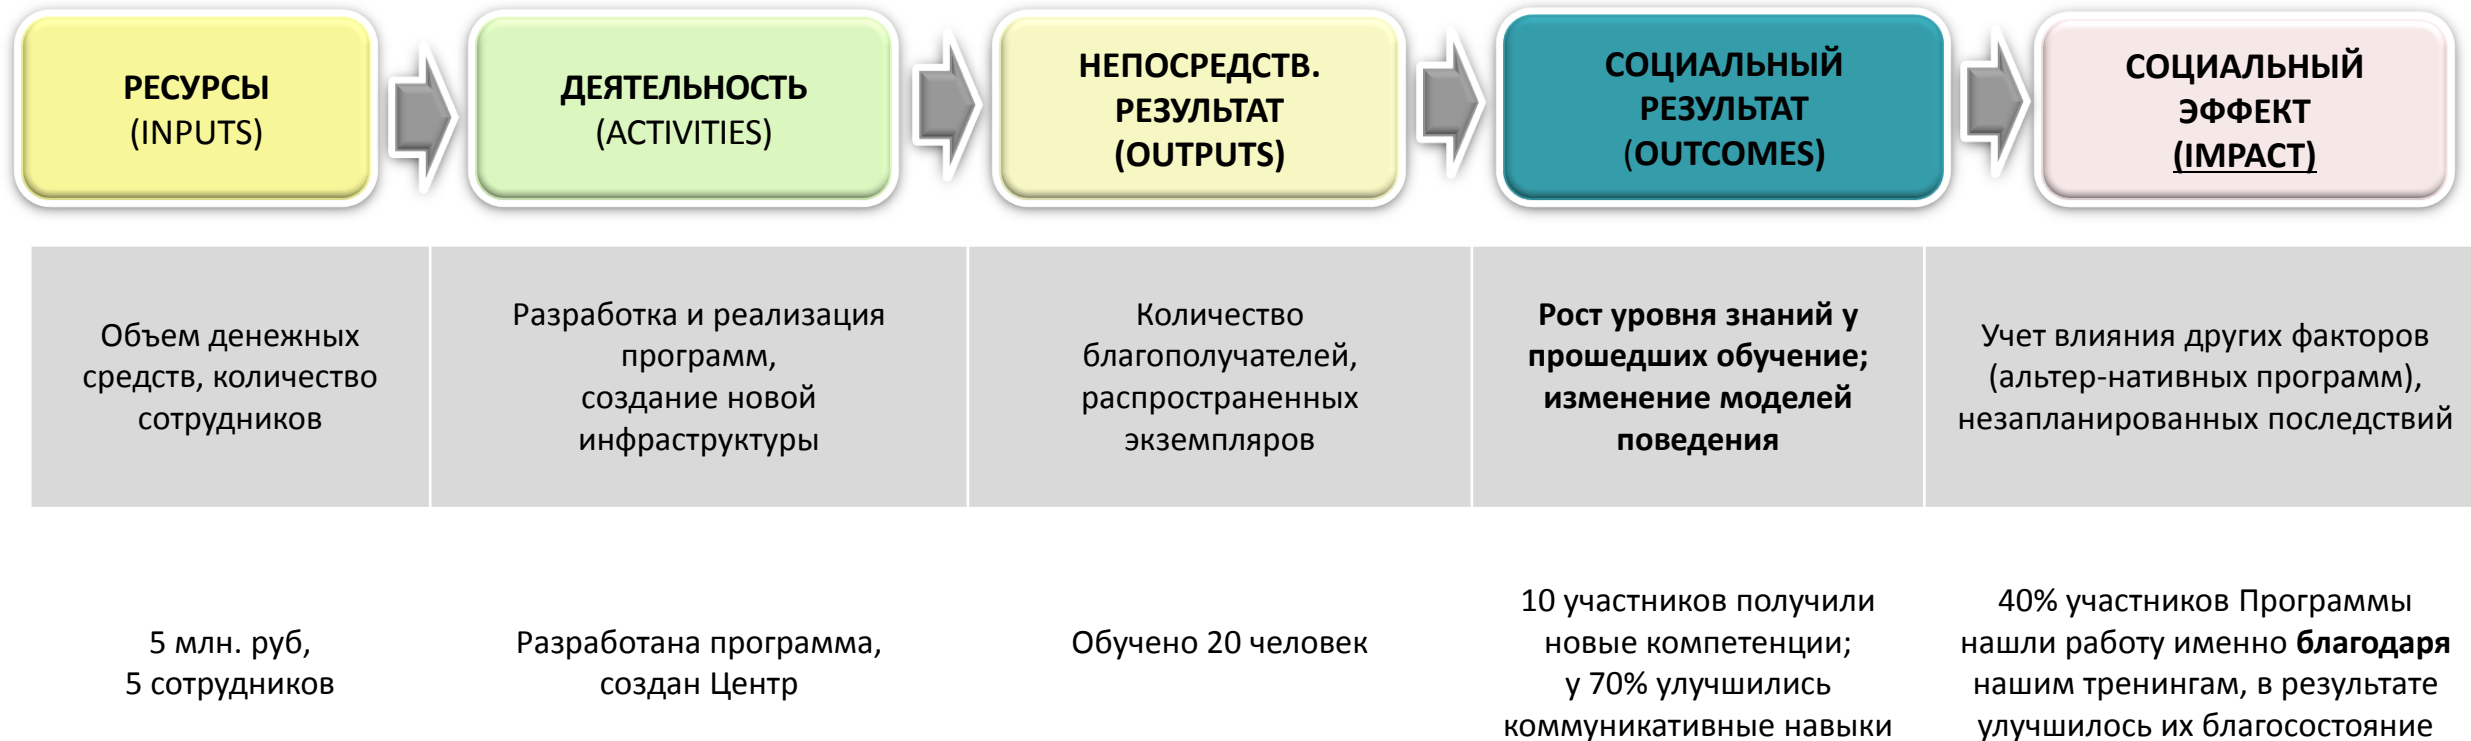 РЕСУРСЫ
(INPUTS)
ДЕЯТЕЛЬНОСТЬ
(ACTIVITIES)
НЕПОСРЕДСТВ.
РЕЗУЛЬТАТ
(OUTPUTS)
СОЦИАЛЬНЫЙ
РЕЗУЛЬТАТ
(OUTCOMES)
СОЦИАЛЬНЫЙ
ЭФФЕКТ
(IMPACT)
Объем денежных
средств, количество
сотрудников
Разработка и реализация
программ,
создание новой
инфраструктуры
Количество
благополучателей,
распространенных
экземпляров
Рост уровня знаний у
прошедших обучение;
изменение моделей
поведения
Учет влияния других факторов
(альтер-нативных программ),
незапланированных последствий
5 млн. руб,
5 сотрудников
Разработана программа,
создан Центр
Обучено 20 человек
10 участников получили
новые компетенции;
у 70% улучшились
коммуникативные навыки
40% участников Программы
нашли работу именно благодаря
нашим тренингам, в результате
улучшилось их благосостояние